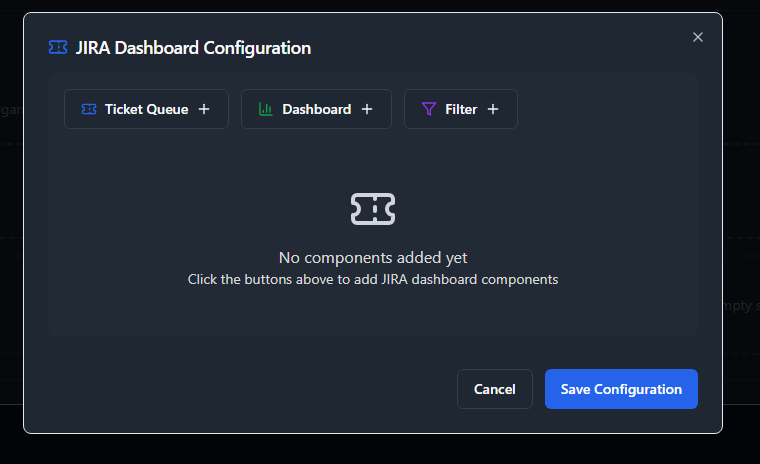 JIRA Dashboard Configuration
Ticket Queue
Dashboard
Filter
No components added yet
Click the buttons above to add JIRA dashboard components
Cancel
Save Configuration